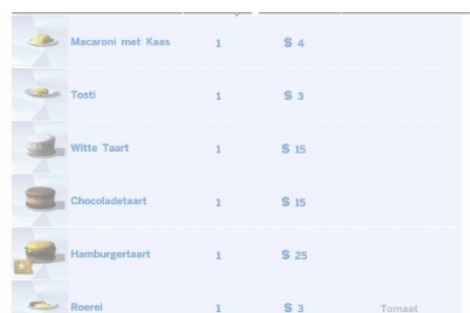 Macaroni met Kaas 1 $ 4
Tosti 1 $ 3
Witte Taart 1 $ 15
Chocoladetaart 1 $ 15
Hamburgertaart 1 $ 25
Roerei 1 $ 3 Tomaat